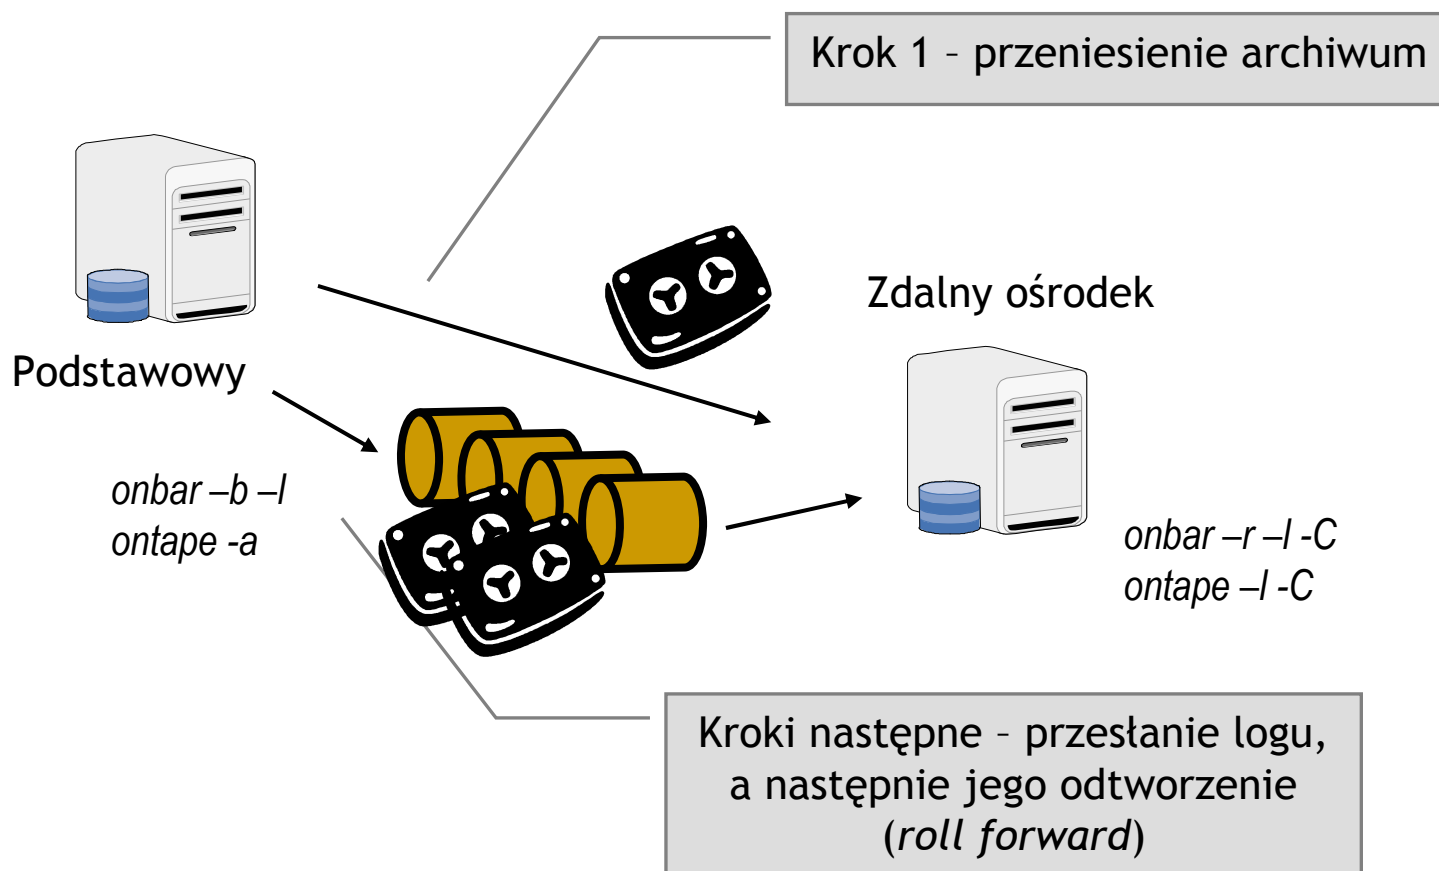 Krok 1 – przeniesienie archiwum
Zdalny ośrodek
Podstawowy
onbar –b –l
ontape -a
onbar –r –l -C
ontape –l -C
Kroki następne – przesłanie logu,
a następnie jego odtworzenie
(roll forward)